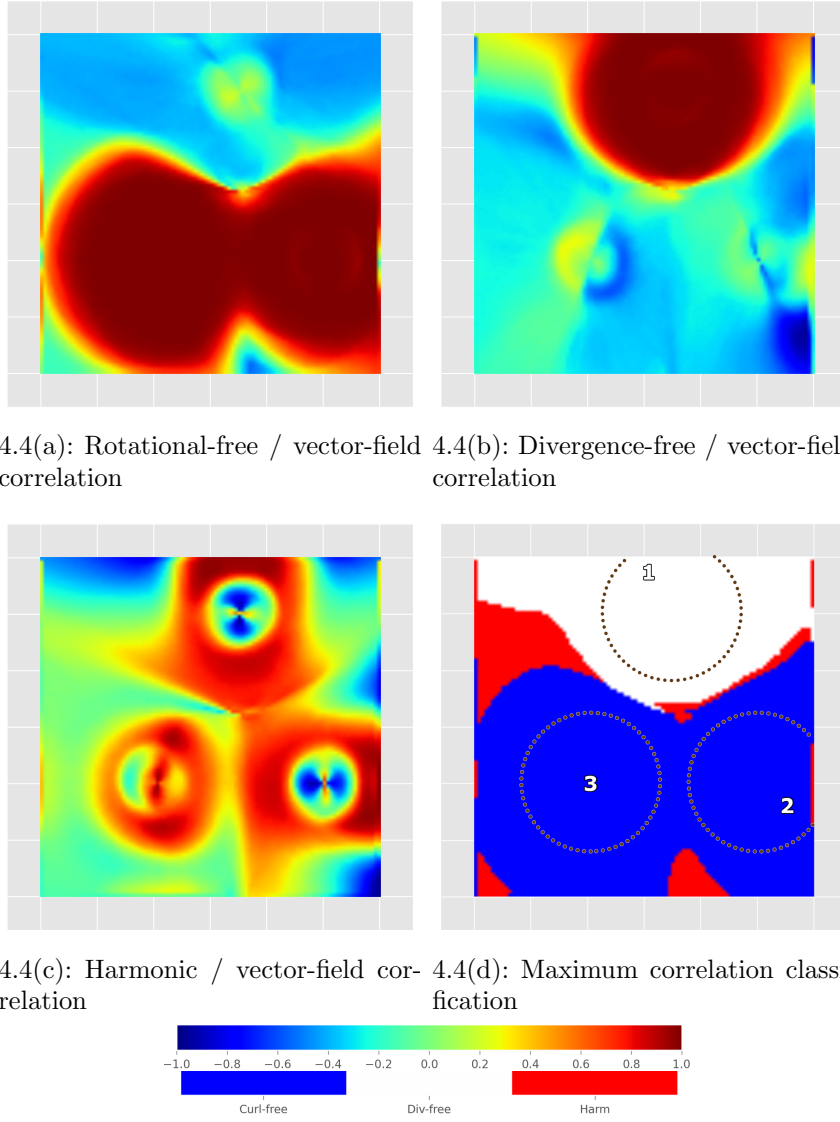 4.4(a): Rotational-free / vector-field
correlation
4.4(b): Divergence-free / vector-fiel
correlation
1
3
2
4.4(c): Harmonic / vector-field cor-
relation
4.4(d): Maximum correlation class
fication
−1.0 −0.8 −0.6 −0.4 −0.2 0.0 0.2 0.4 0.6 0.8 1.0
Curl-free Div-free Harm